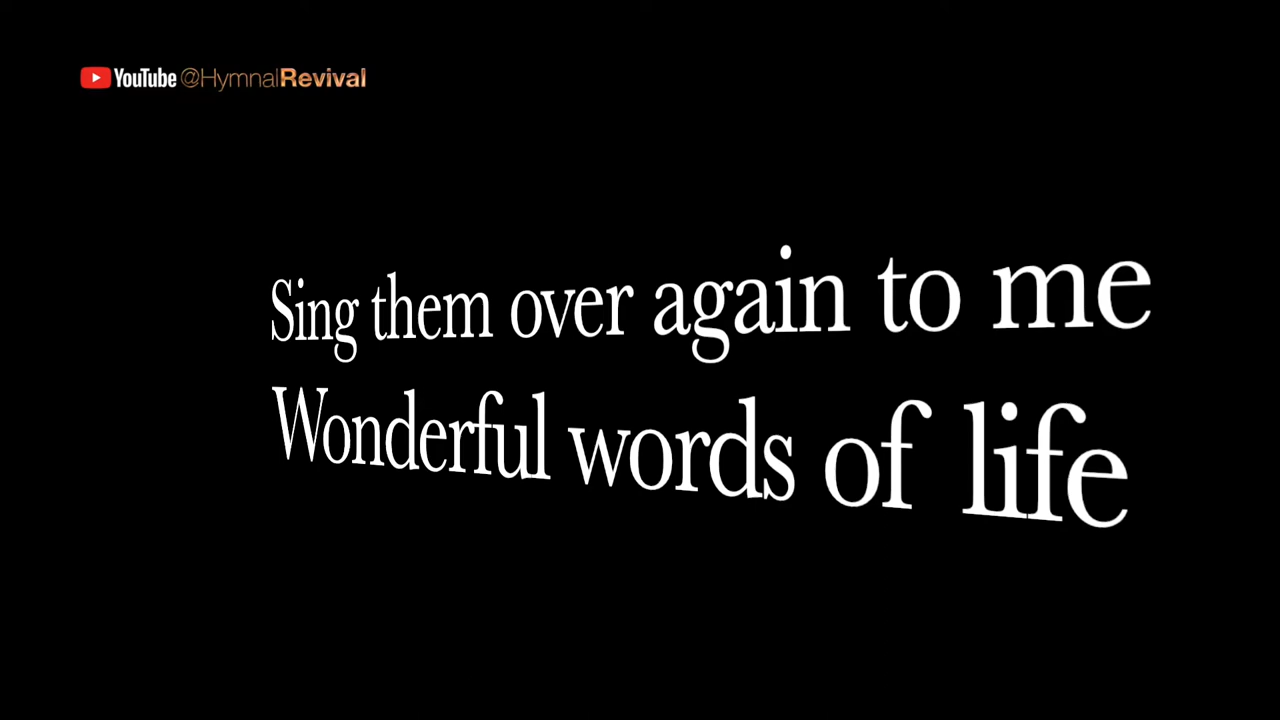 YouTube @HymnalRevival
Sing them over again to me
Wonderful words of life